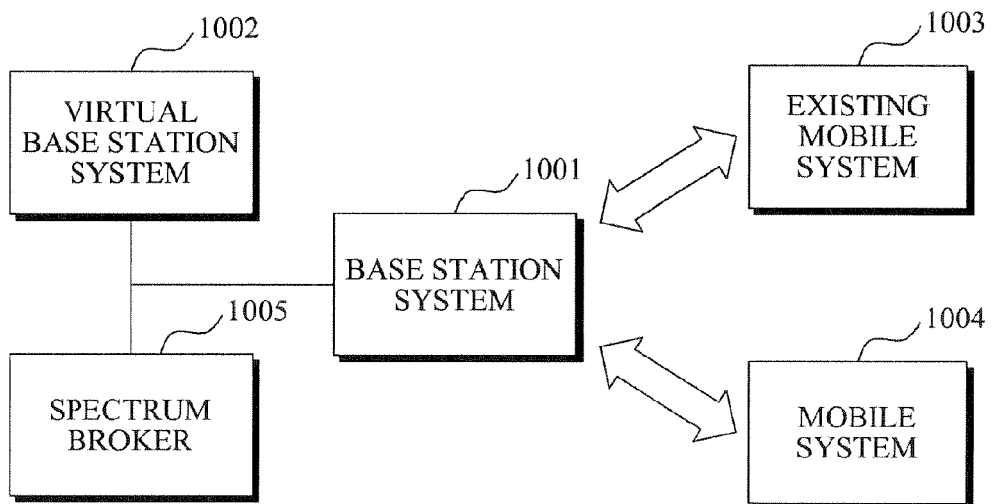 1002
VIRTUAL
BASE STATION
SYSTEM
1003
EXISTING
MOBILE
SYSTEM
1001
BASE STATION
SYSTEM
1005
SPECTRUM
BROKER
1004
MOBILE
SYSTEM